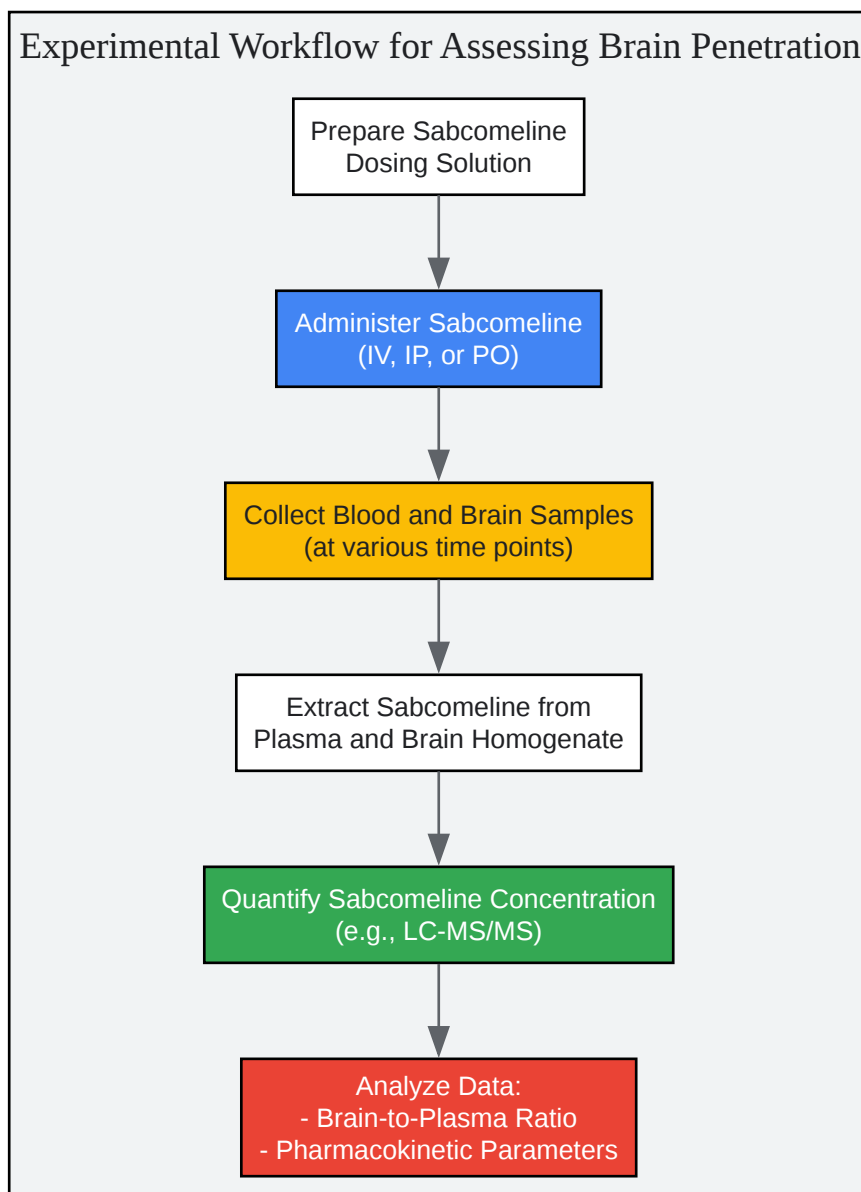 Experimental Workflow for Assessing Brain Penetration
Prepare Sabcomeline
Dosing Solution
Administer Sabcomeline
(IV, IP, or PO)
Collect Blood and Brain Samples
(at various time points)
Extract Sabcomeline from
Plasma and Brain Homogenate
Quantify Sabcomeline Concentration
(e.g., LC-MS/MS)
Analyze Data:
- Brain-to-Plasma Ratio
- Pharmacokinetic Parameters